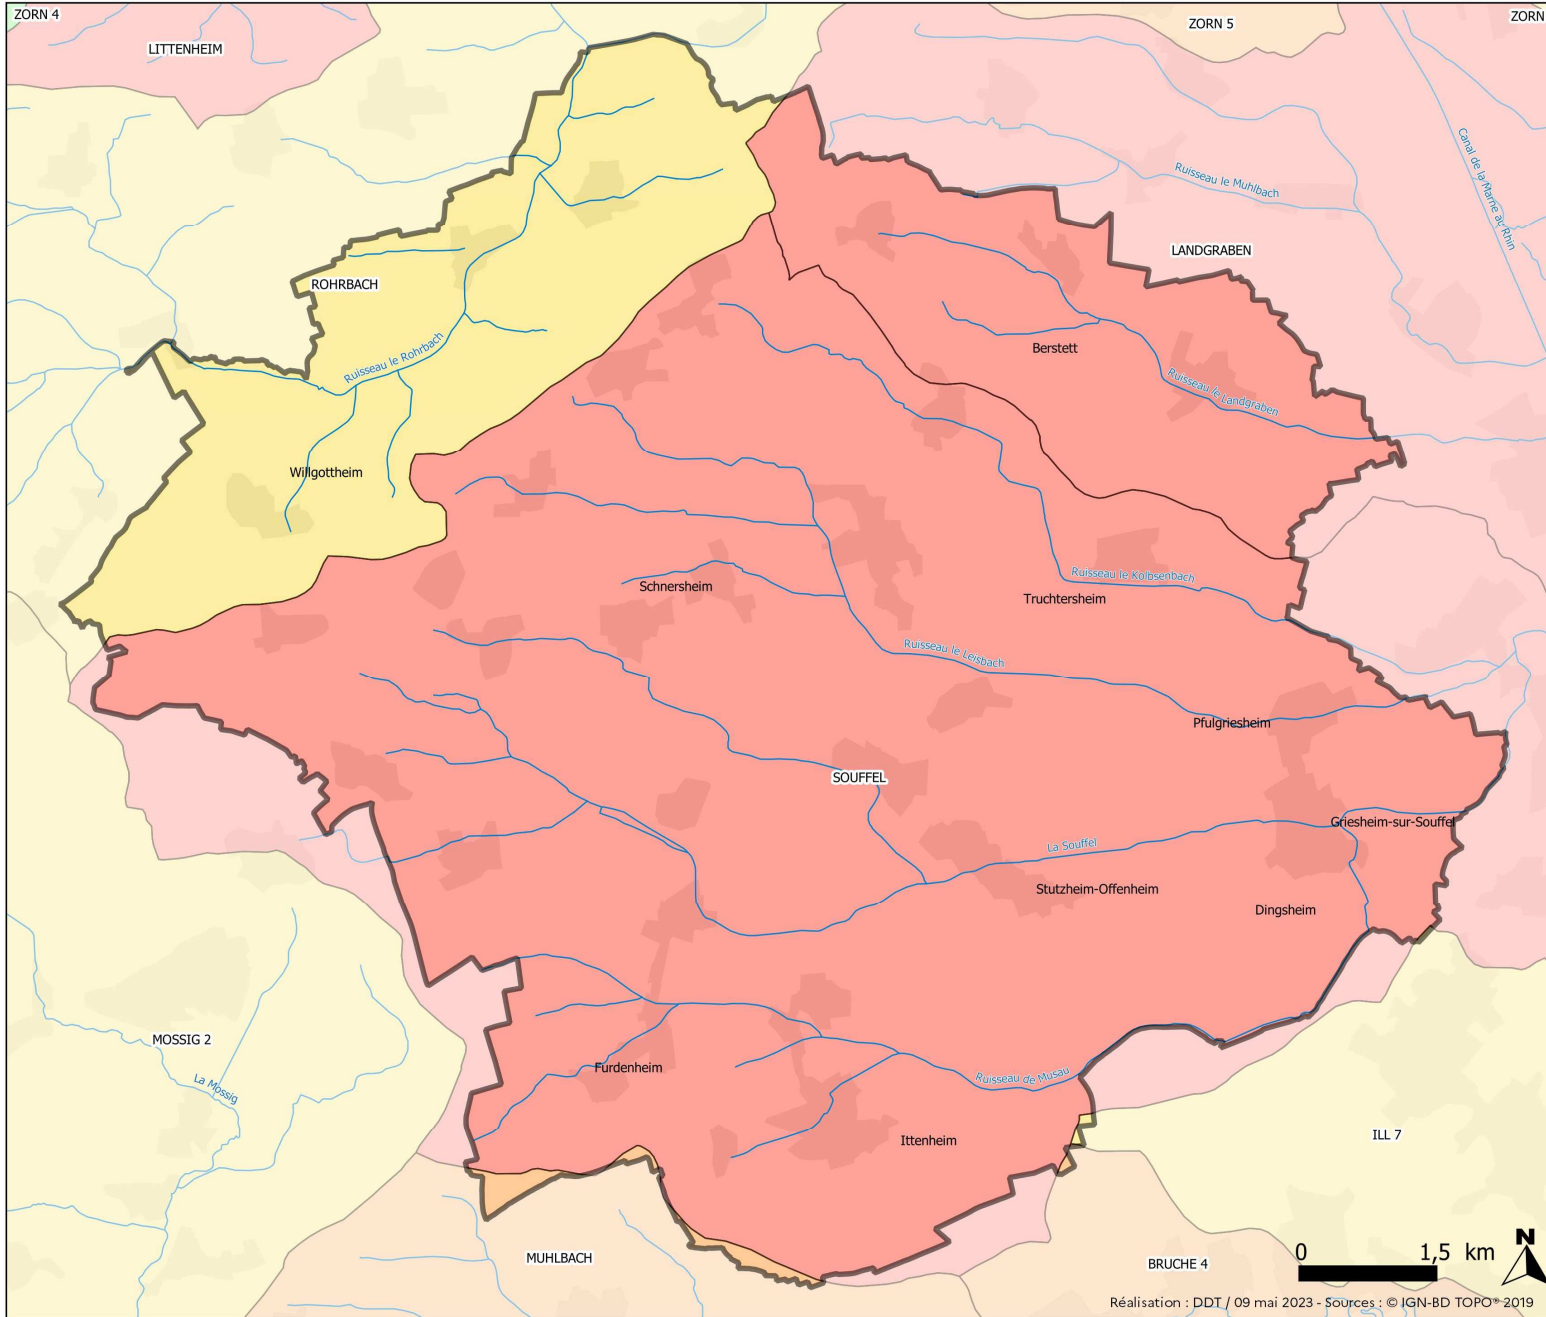 ZORN 4
ZORN 5
ZORN
LITTENHEIM
Canal de la Marne au Rhin
Ruisseau le Muhlbach
LANDGRABEN
ROHRBACH
Ruisseau le Rohrbach
Berstett
Ruisseau le Landgraben
Willgottheim
Schnersheim
Ruisseau le Kolbsenbach
Truchtersheim
Ruisseau le Leisbach
Pfulgriesheim
SOUFFEL
Griesheim-sur-Souffel
La Souffel
Stutzheim-Offenheim
Dingsheim
MOSSIG 2
La Mossig
Furdenheim
Ruisseau de Musau
Ittenheim
ILL 7
MUHLBACH
BRUCHE 4
N
0 1,5 km
Réalisation : DDT / 09 mai 2023 - Sources : © IGN-BD TOPO® 2019